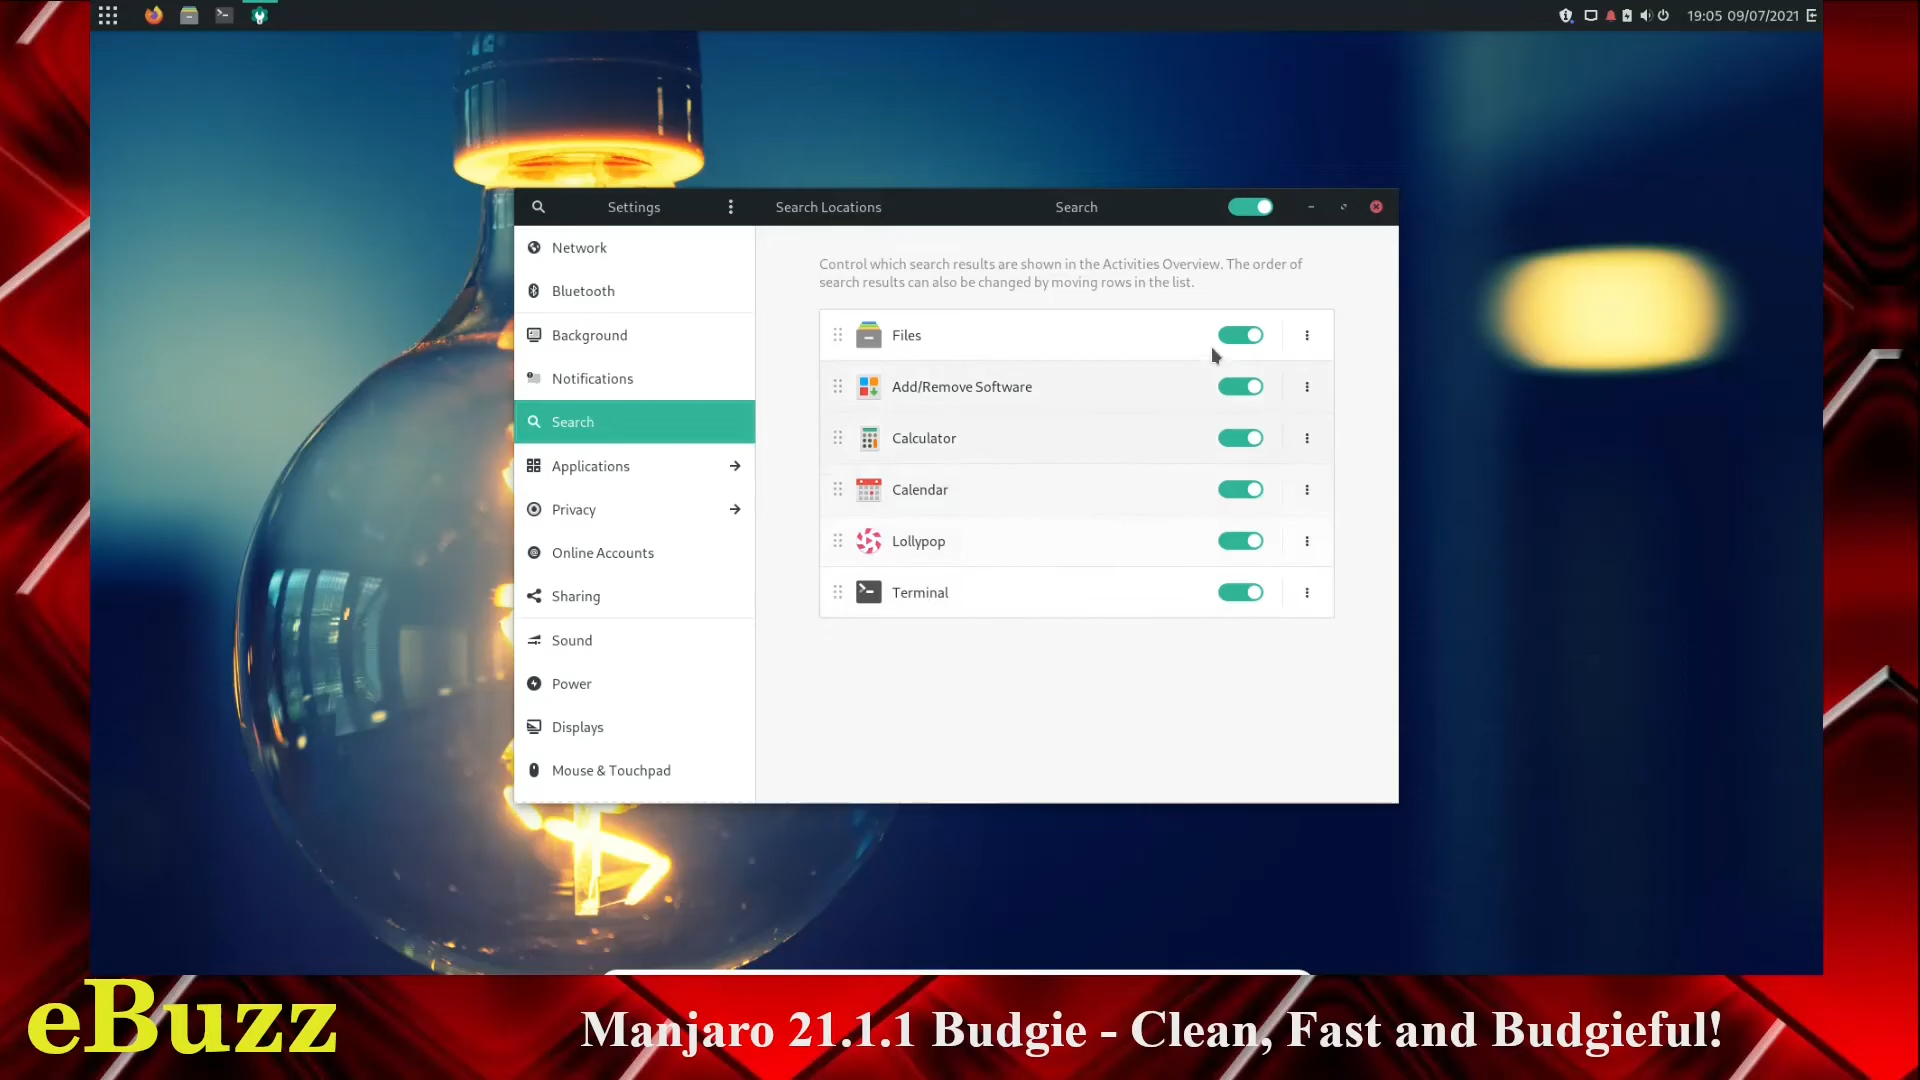 19:05 09/07/2021
Settings
Search Locations
Search
Network
Bluetooth
Background
Notifications
Search
Applications
Privacy
Online Accounts
Sharing
Sound
Power
Displays
Mouse & Touchpad
Control which search results are shown in the Activities Overview. The order of
search results can also be changed by moving rows in the list.
Files
Add/Remove Software
Calculator
Calendar
Lollypop
Terminal
eBuzz
Manjaro 21.1.1 Budgie - Clean, Fast and Budgieful!